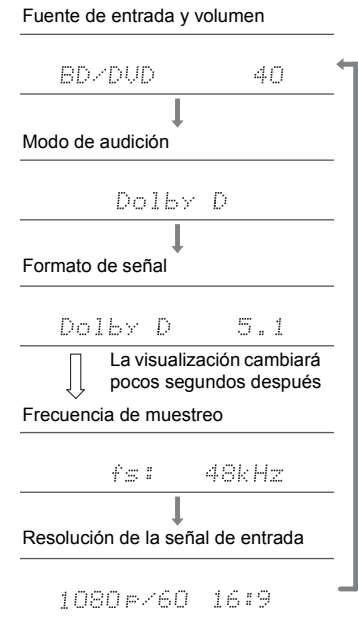 Fuente de entrada y volumen
BD/DVD 40
Modo de audición
Dolby D
Formato de señal
Dolby D 5.1
La visualización cambiará
pocos segundos después
Frecuencia de muestreo
fs: 48kHz
Resolución de la señal de entrada
1080p/60 16:9